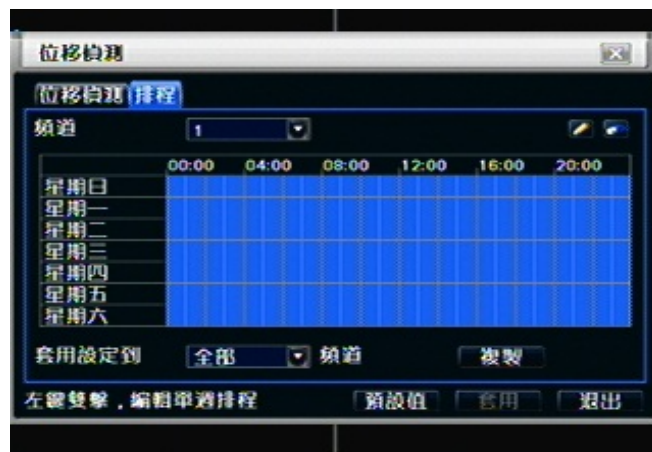 位移偵測
位移偵測 排程
頻道 1
00:00 04:00 08:00 12:00 16:00 20:00
星期日
星期一
星期二
星期三
星期四
星期五
星期六
套用設定到 全部 頻道 複製
左鍵雙擊，編輯單週排程 預設值 套用 退出